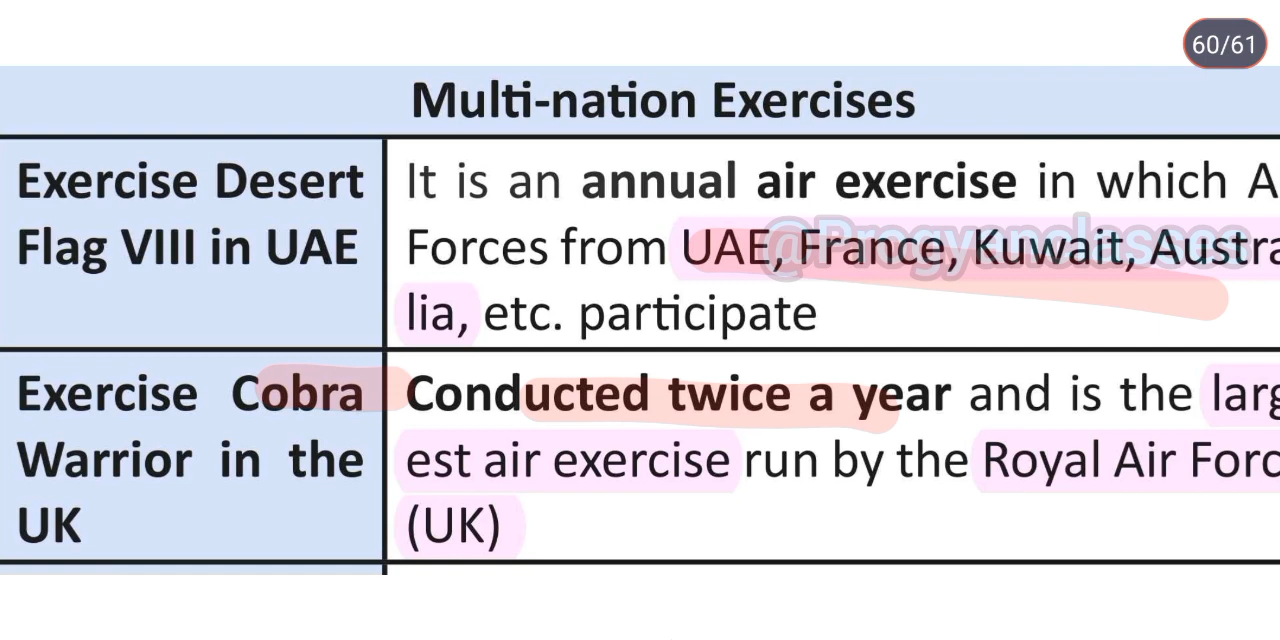 60/61
Multi-nation Exercises
Exercise Desert
Flag VIII in UAE
It is an annual air exercise in which A
Forces from UAE, France, Kuwait, Austra
lia, etc. participate
@Progyanclasses
Exercise Cobra
Warrior in the
UK
Conducted twice a year and is the larg
est air exercise run by the Royal Air Forc
(UK)